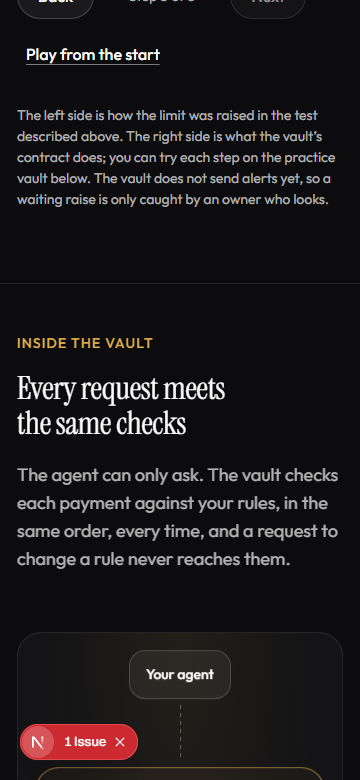 Play from the start
The left side is how the limit was raised in the test
described above. The right side is what the vault's
contract does; you can try each step on the practice
vault below. The vault does not send alerts yet, so a
waiting raise is only caught by an owner who looks.
INSIDE THE VAULT
Every request meets
the same checks
The agent can only ask. The vault checks
each payment against your rules, in the
same order, every time, and a request to
change a rule never reaches them.
Your agent
N 1 Issue